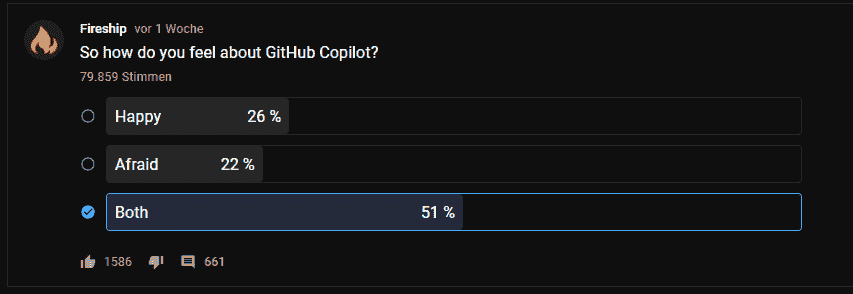 Fireship vor 1 Woche
So how do you feel about GitHub Copilot?
79.859 Stimmen
Happy 26 %
Afraid 22 %
Both 51 %
1586 661